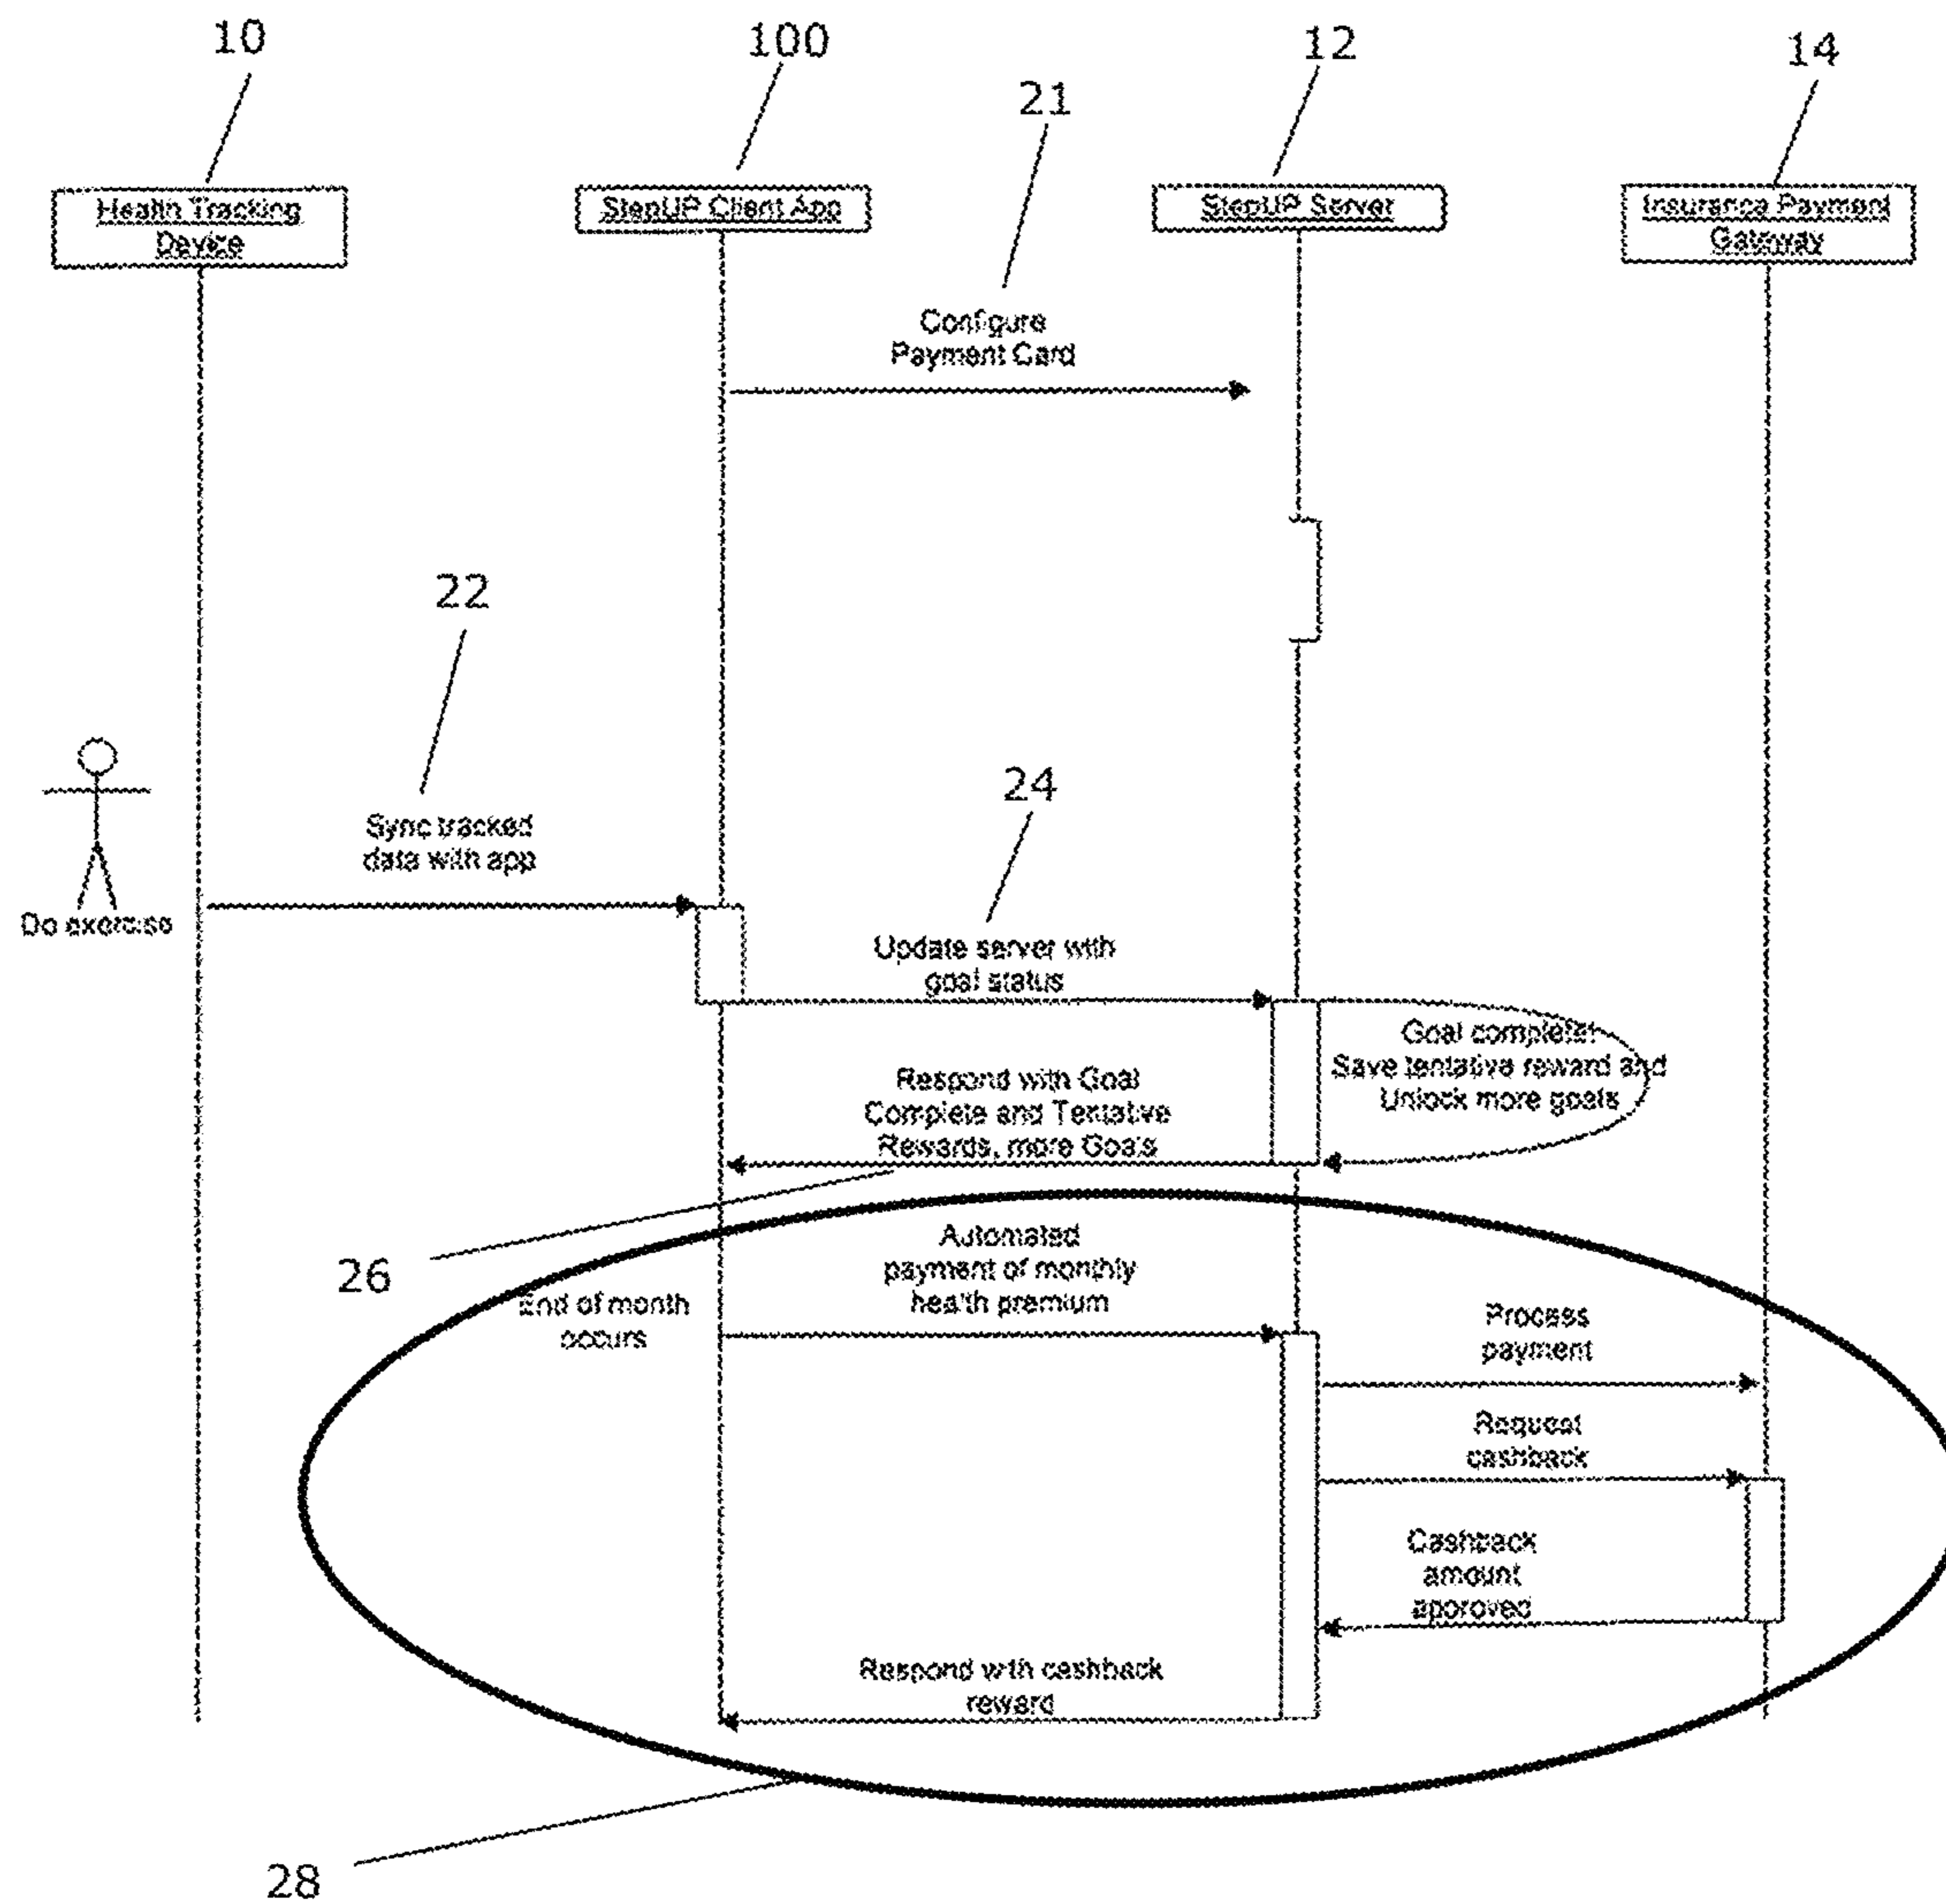 10
100
12
14
21
Health Tracking
Device
StepUP Client App
StepUP Server
Insurance Payment
Gateway
Configure
Payment Card
22
24
Sync tracked
data with app
Do exercise
Update server with
goal status
Goal complete!
Save tentative reward and
Unlock more goals
Respond with Goal
Complete and Tentative
Rewards, more Goals
26
End of month
occurs
Automated
payment of monthly
health premium
Process
payment
Request
cashback
Cashback
amount
approved
Respond with cashback
reward
28